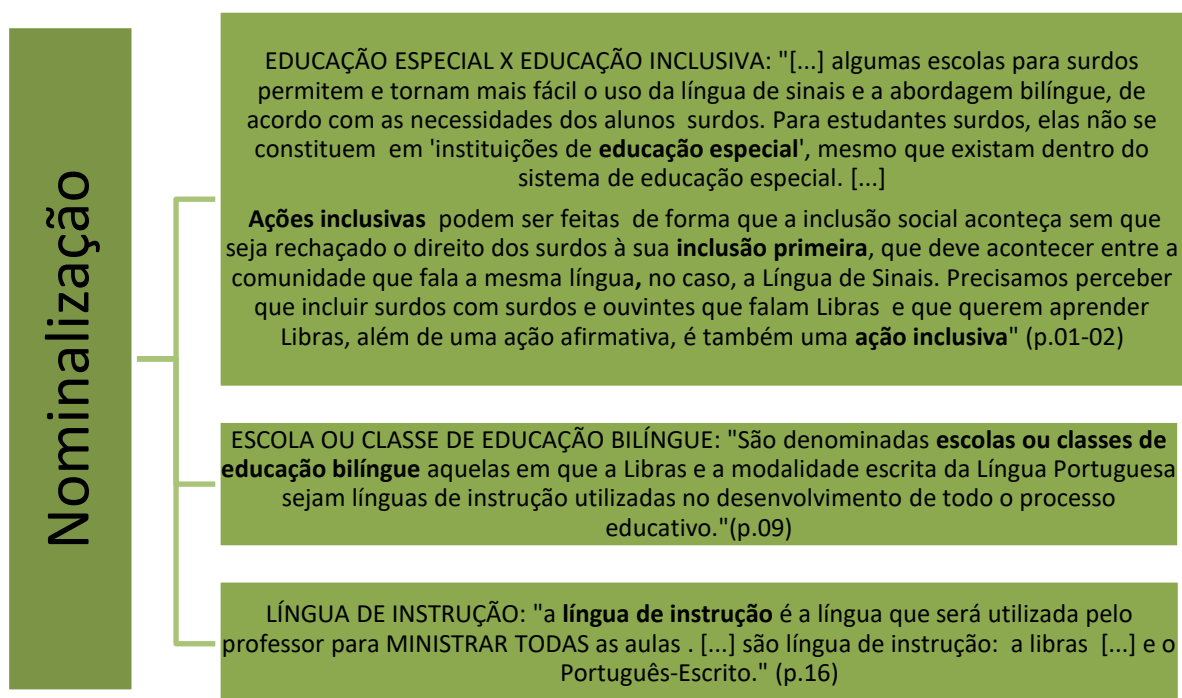 Nominalização
EDUCAÇÃO ESPECIAL X EDUCAÇÃO INCLUSIVA: "[...] algumas escolas para surdos
permitem e tornam mais fácil o uso da língua de sinais e a abordagem bilíngue, de
acordo com as necessidades dos alunos surdos. Para estudantes surdos, elas não se
constituem em 'instituições de educação especial', mesmo que existam dentro do
sistema de educação especial. [...]
Ações inclusivas podem ser feitas de forma que a inclusão social aconteça sem que
seja rechaçado o direito dos surdos à sua inclusão primeira, que deve acontecer entre a
comunidade que fala a mesma língua, no caso, a Língua de Sinais. Precisamos perceber
que incluir surdos com surdos e ouvintes que falam Libras e que querem aprender
Libras, além de uma ação afirmativa, é também uma ação inclusiva" (p.01-02)
ESCOLA OU CLASSE DE EDUCAÇÃO BILÍNGUE: "São denominadas escolas ou classes de
educação bilíngue aquelas em que a Libras e a modalidade escrita da Língua Portuguesa
sejam línguas de instrução utilizadas no desenvolvimento de todo o processo
educativo."(p.09)
LÍNGUA DE INSTRUÇÃO: "a língua de instrução é a língua que será utilizada pelo
professor para MINISTRAR TODAS as aulas . [...] são língua de instrução: a libras [...] e o
Português-Escrito." (p.16)